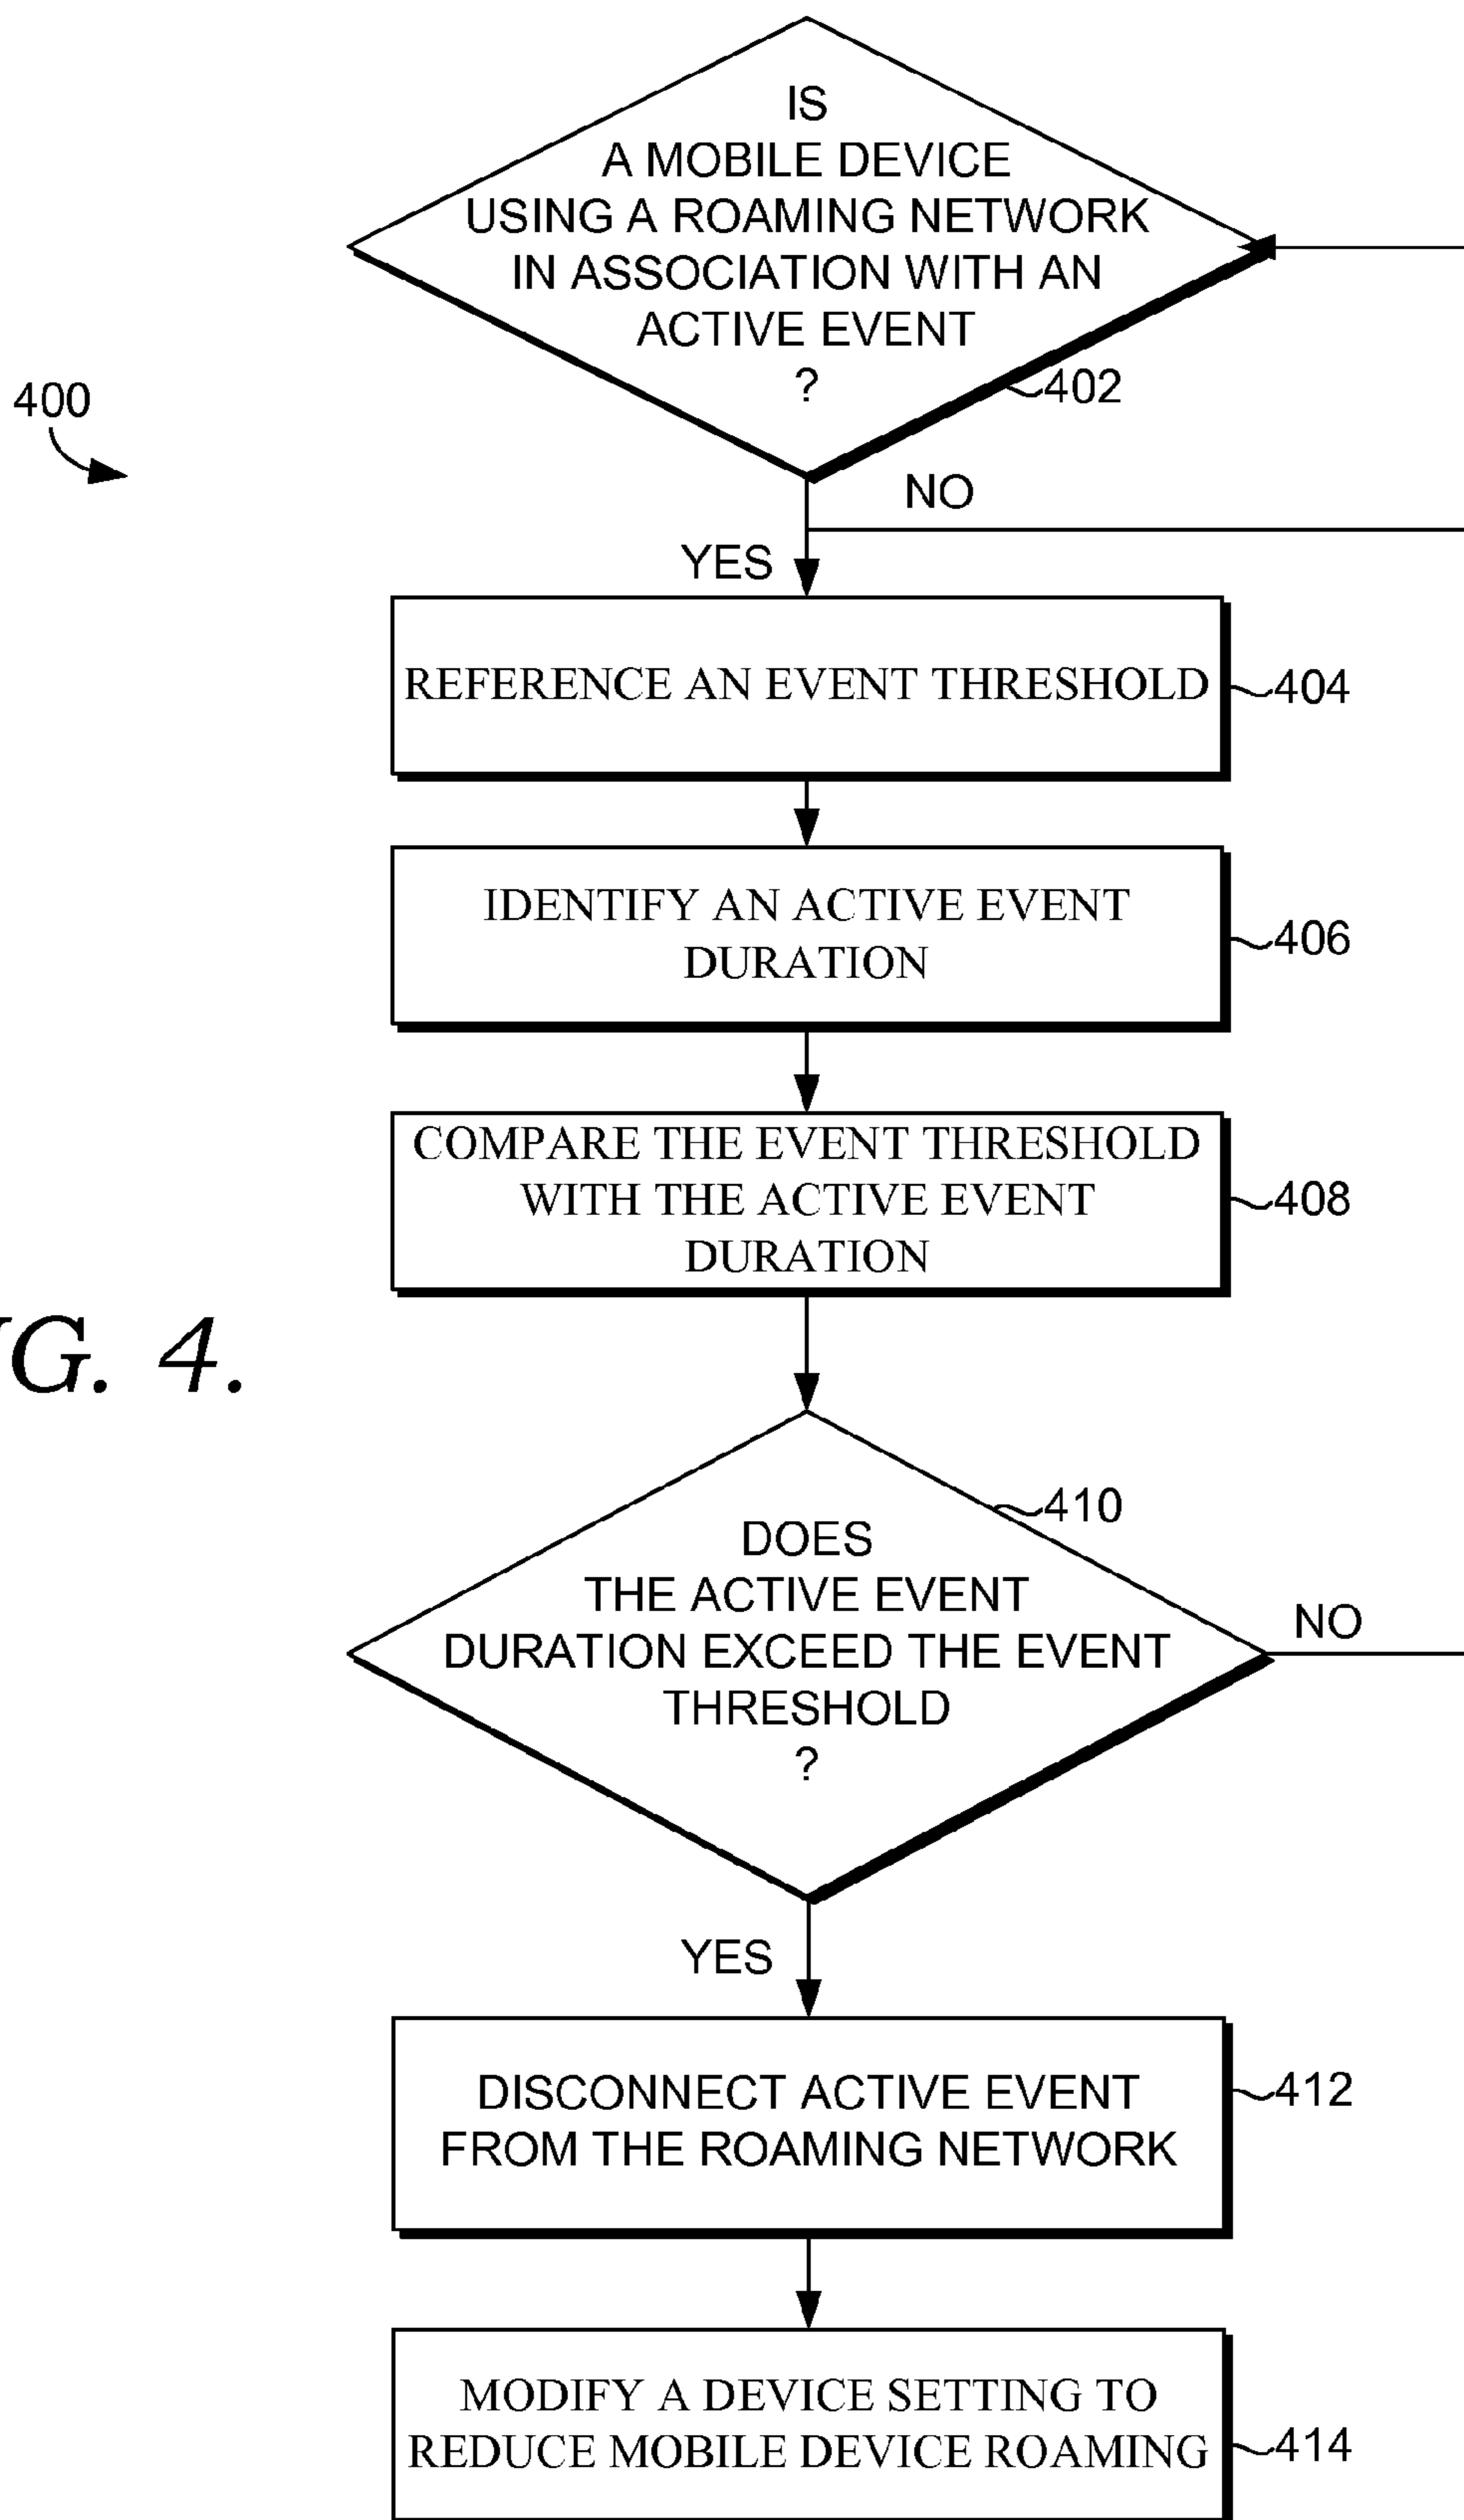 IS
A MOBILE DEVICE
USING A ROAMING NETWORK
IN ASSOCIATION WITH AN
ACTIVE EVENT
?
402
400
NO
YES
REFERENCE AN EVENT THRESHOLD
404
IDENTIFY AN ACTIVE EVENT
DURATION
406
COMPARE THE EVENT THRESHOLD
WITH THE ACTIVE EVENT
DURATION
408
G. 4.
410
DOES
THE ACTIVE EVENT
DURATION EXCEED THE EVENT
THRESHOLD
?
NO
YES
DISCONNECT ACTIVE EVENT
FROM THE ROAMING NETWORK
412
MODIFY A DEVICE SETTING TO
REDUCE MOBILE DEVICE ROAMING
414